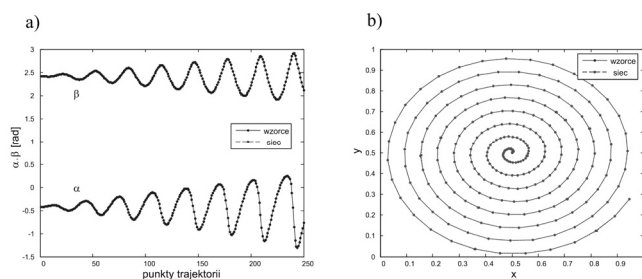 a)
b)
3
2.5
2
1.5
1
0.5
0
-0.5
-1
-1.5
α,β [rad]
β
α
wzorce
siec
0 50 100 150 200 250
punkty trajektorii
1
0.9
0.8
0.7
0.6
0.5
0.4
0.3
0.2
0.1
0
y
wzorce
siec
0 0.1 0.2 0.3 0.4 0.5 0.6 0.7 0.8 0.9 1
x